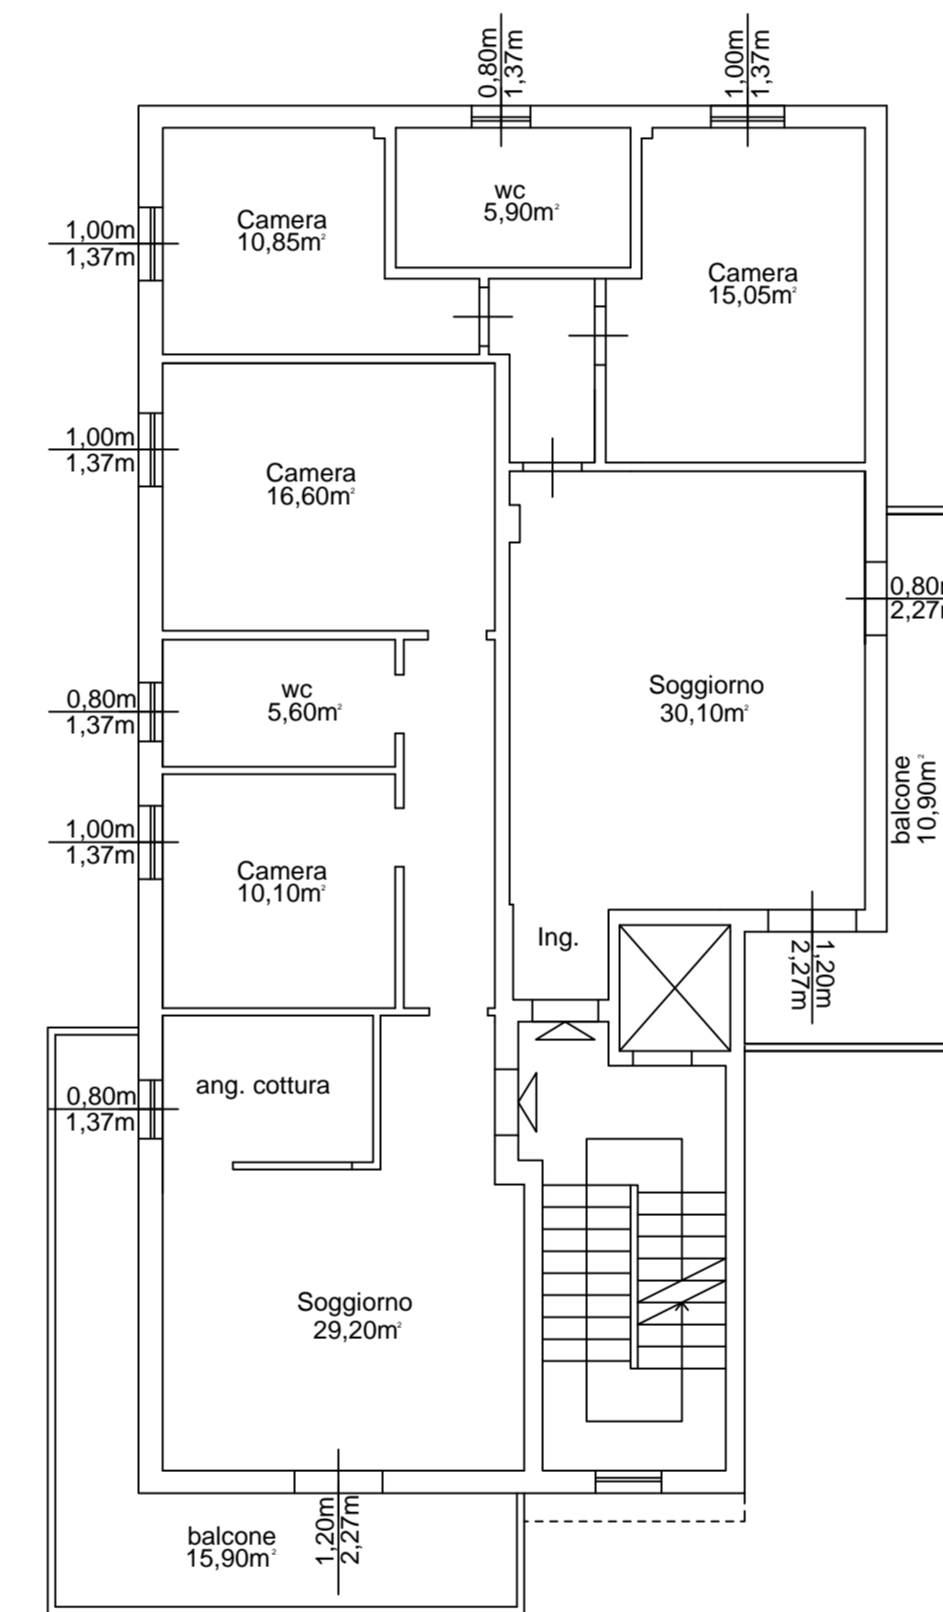 0,80m
1,37m
1,00m
1,37m
wc
5,90m²
Camera
10,85m²
1,00m
1,37m
Camera
15,05m²
1,00m
1,37m
Camera
16,60m²
0,80m
2,27m
wc
5,60m²
0,80m
1,37m
Soggiorno
30,10m²
balcone
10,90m²
1,00m
1,37m
Camera
10,10m²
Ing.
1,20m
2,27m
ang. cottura
0,80m
1,37m
Soggiorno
29,20m²
1,20m
2,27m
balcone
15,90m²